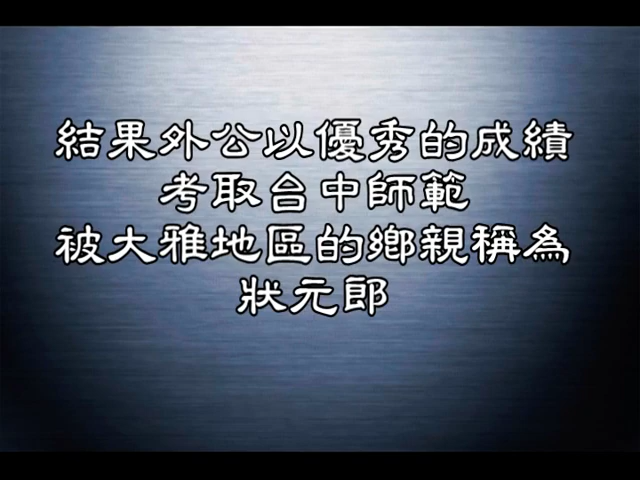 結果外公以優秀的成績
考取台中師範
被大雅地區的鄉親稱為
狀元郎